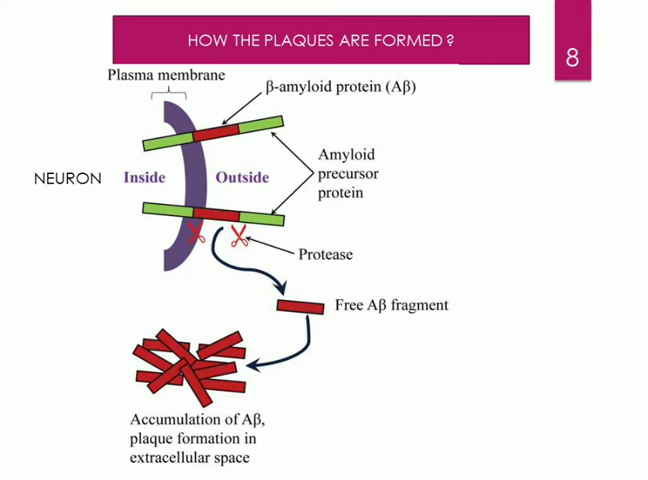 HOW THE PLAQUES ARE FORMED ?
8
Plasma membrane
β-amyloid protein (Aβ)
Amyloid
precursor
protein
NEURON
Inside
Outside
Protease
Free Aβ fragment
Accumulation of Aβ,
plaque formation in
extracellular space